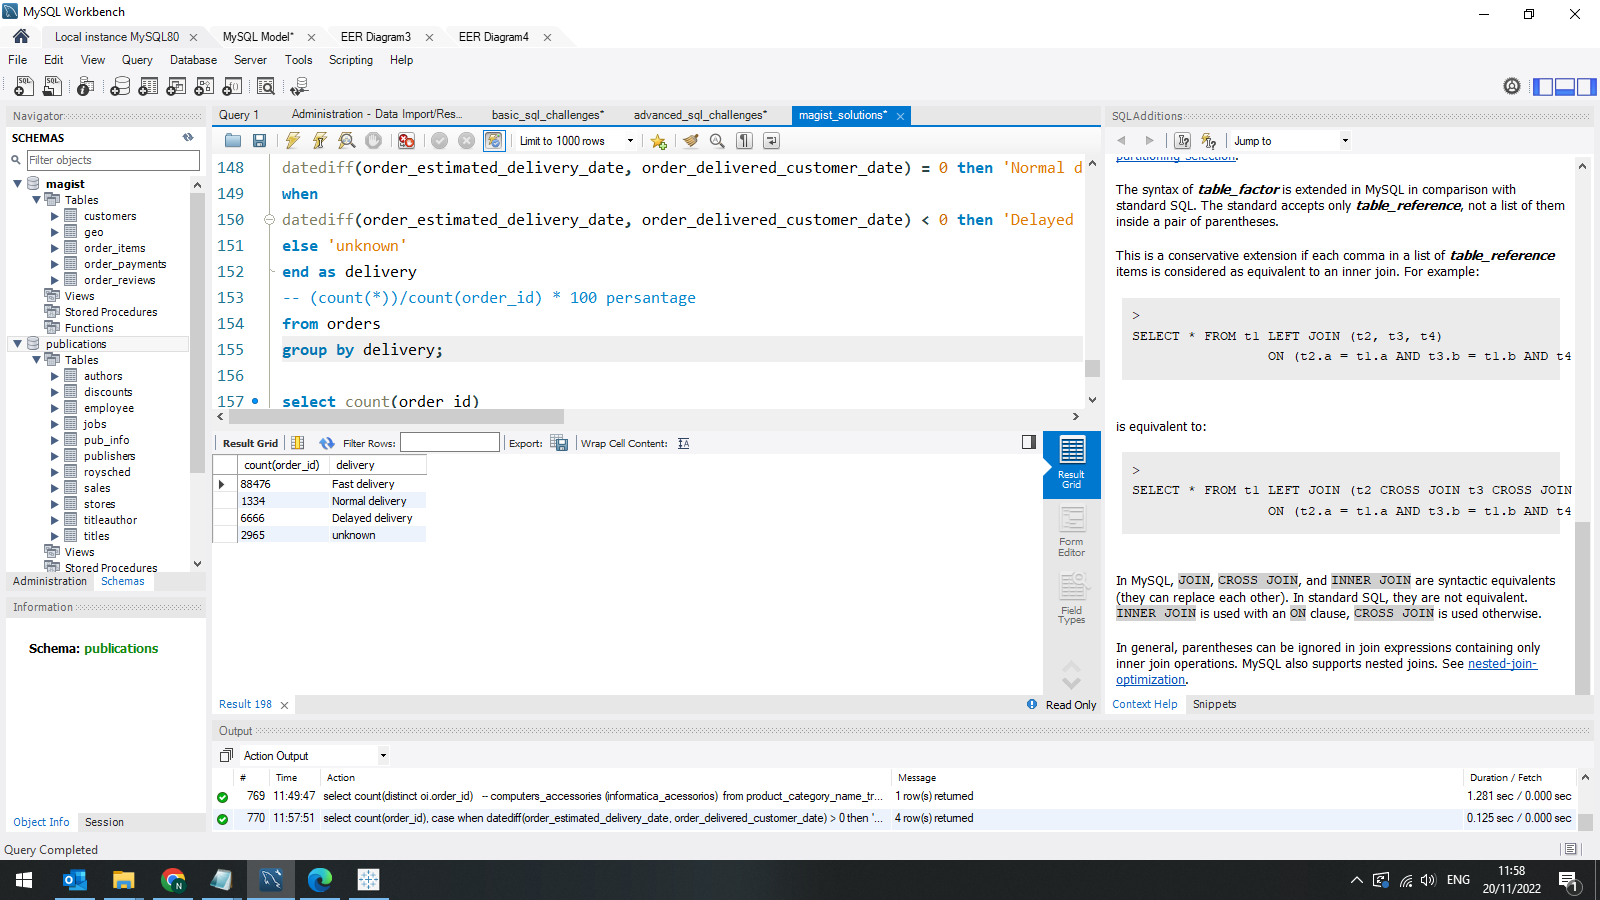 MySQL Workbench
Local instance MySQL80
MySQL Model*
EER Diagram3
EER Diagram4
File Edit View Query Database Server Tools Scripting Help
Navigator
SCHEMAS
Filter objects
magist
Tables
customers
geo
order_items
order_payments
order_reviews
Views
Stored Procedures
Functions
publications
Tables
authors
discounts
employee
jobs
pub_info
publishers
roysched
sales
stores
titleauthor
titles
Views
Stored Procedures
Administration Schemas
Information
Schema: publications
Object Info Session
Query Completed
Query 1
Administration - Data Import/Res...
basic_sql_challenges*
advanced_sql_challenges*
magist_solutions*
Limit to 1000 rows
148 datediff(order_estimated_delivery_date, order_delivered_customer_date) = 0 then 'Normal d
149 when
150 datediff(order_estimated_delivery_date, order_delivered_customer_date) < 0 then 'Delayed
151 else 'unknown'
152 end as delivery
153 -- (count(*))/count(order_id) * 100 persantage
154 from orders
155 group by delivery;
156
157 select count(order_id)
Result Grid Filter Rows: Export: Wrap Cell Content:
count(order_id) delivery
88476 Fast delivery
1334 Normal delivery
6666 Delayed delivery
2965 unknown
Result Grid
Form Editor
Field Types
Result 198
Read Only
Output
Action Output
# Time Action Message Duration / Fetch
769 11:49:47 select count(distinct oi.order_id) -- computers_accessories (informatica_acessorios) from product_category_name_tr... 1 row(s) returned 1.281 sec / 0.000 sec
770 11:57:51 select count(order_id), case when datediff(order_estimated_delivery_date, order_delivered_customer_date) > 0 then '... 4 row(s) returned 0.125 sec / 0.000 sec
SQLAdditions
Jump to
partitioning-selection.
The syntax of table_factor is extended in MySQL in comparison with
standard SQL. The standard accepts only table_reference, not a list of them
inside a pair of parentheses.
This is a conservative extension if each comma in a list of table_reference
items is considered as equivalent to an inner join. For example:
>
SELECT * FROM t1 LEFT JOIN (t2, t3, t4)
ON (t2.a = t1.a AND t3.b = t1.b AND t4
is equivalent to:
>
SELECT * FROM t1 LEFT JOIN (t2 CROSS JOIN t3 CROSS JOIN
ON (t2.a = t1.a AND t3.b = t1.b AND t4
In MySQL, JOIN, CROSS JOIN, and INNER JOIN are syntactic equivalents
(they can replace each other). In standard SQL, they are not equivalent.
INNER JOIN is used with an ON clause, CROSS JOIN is used otherwise.
In general, parentheses can be ignored in join expressions containing only
inner join operations. MySQL also supports nested joins. See nested-join-
optimization.
Context Help Snippets
ENG
11:58
20/11/2022
1